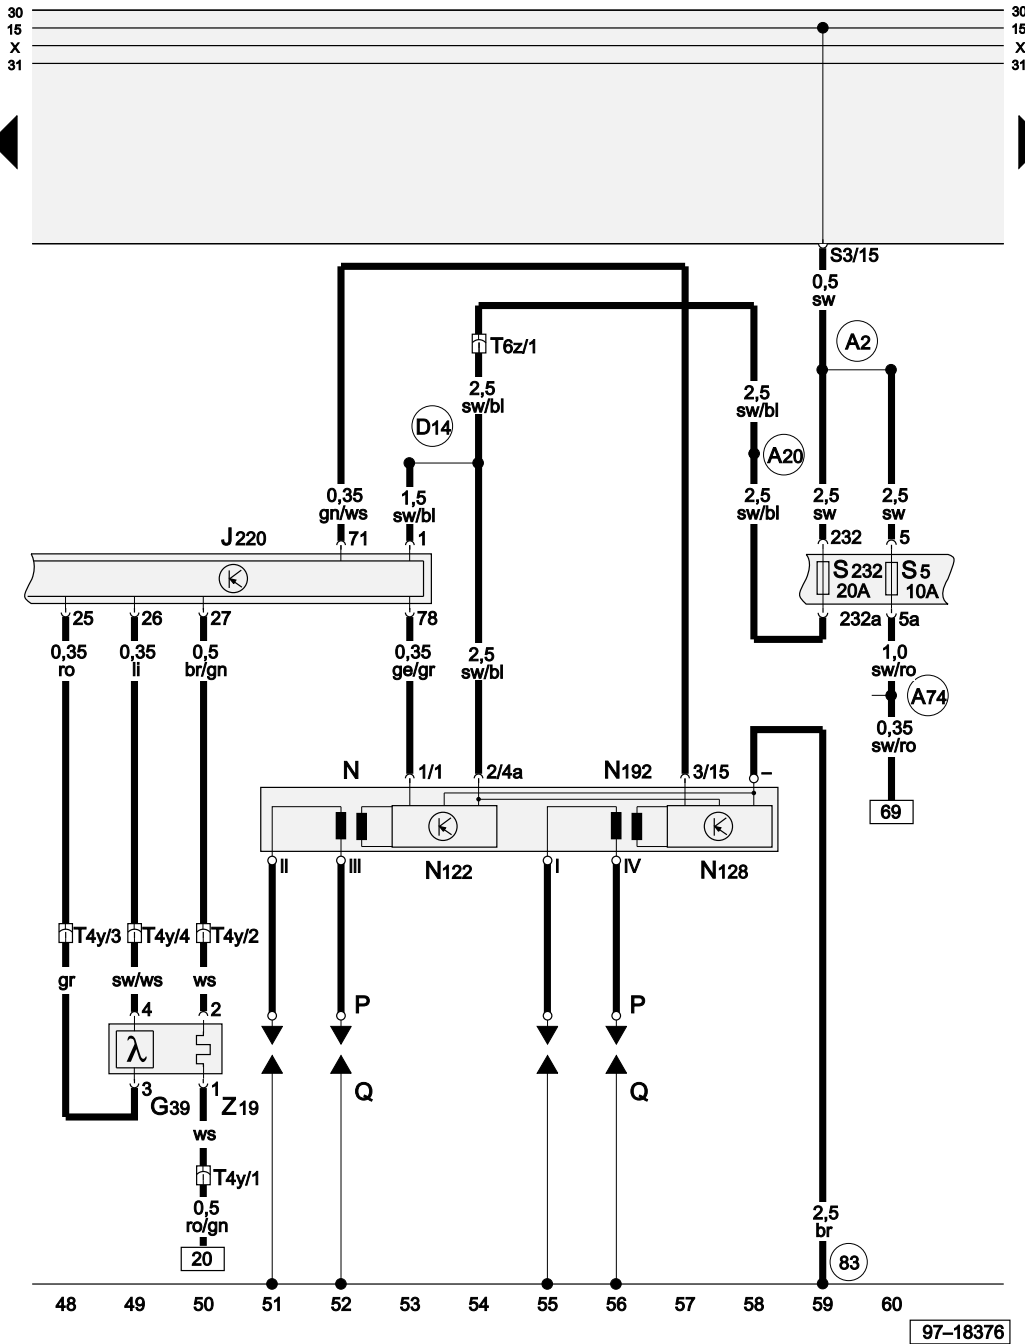 30 30
15 15
X X
31 31
S3/15
0,5
sw
A2
T6z/1
2,5
sw/bl
2,5
sw/bl
D14
A20
0,35
gn/ws
1,5
sw/bl
2,5
sw/bl
2,5
sw
2,5
sw
J220
71
1
232
5
S232
20A
S5
10A
25
26
27
78
232a
5a
0,35
ro
0,35
li
0,5
br/gn
0,35
ge/gr
2,5
sw/bl
1,0
sw/ro
A74
0,35
sw/ro
N
1/1
2/4a
N192
3/15
–
69
II
III
N122
I
IV
N128
T4y/3
T4y/4
T4y/2
gr
sw/ws
ws
4
2
P
P
λ
3
1
G39
Z19
Q
Q
ws
T4y/1
0,5
ro/gn
20
2,5
br
83
48 49 50 51 52 53 54 55 56 57 58 59 60
97–18376